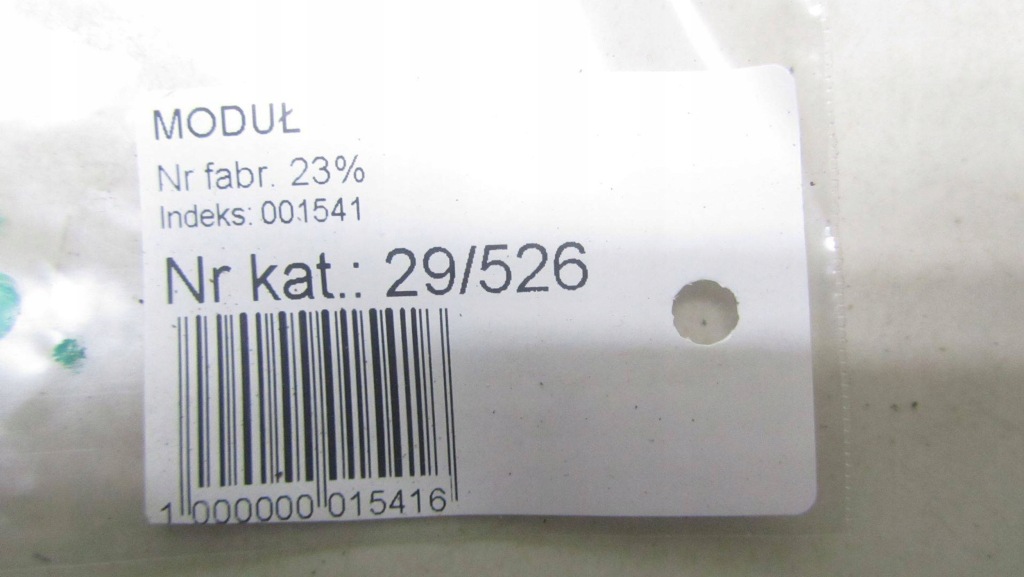 MODUŁ
Nr fabr. 23%
Indeks: 001541
Nr kat.: 29/526
1 000000 015416